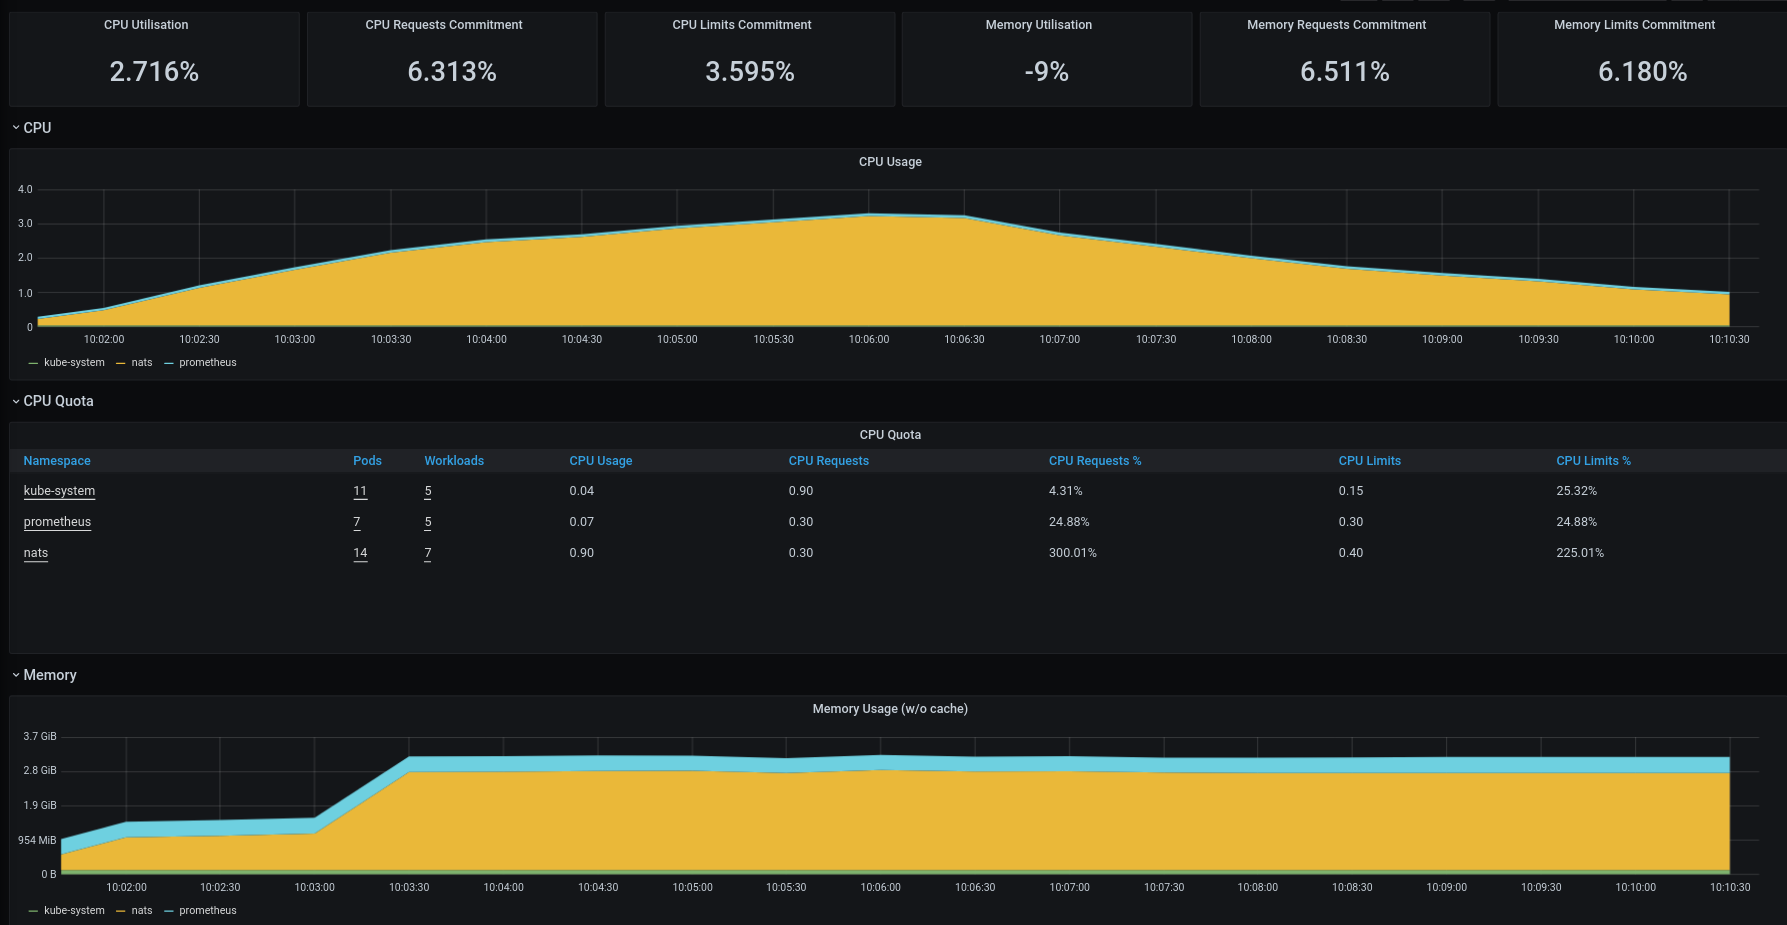 CPU Utilisation CPU Requests Commitment CPU Limits Commitment Memory Utilisation Memory Requests Commitment Memory Limits Commitment
2.716% 6.313% 3.595% -9% 6.511% 6.180%
CPU
CPU Usage
4.0
3.0
2.0
1.0
0
10:02:00 10:02:30 10:03:00 10:03:30 10:04:00 10:04:30 10:05:00 10:05:30 10:06:00 10:06:30 10:07:00 10:07:30 10:08:00 10:08:30 10:09:00 10:09:30 10:10:00 10:10:30
kube-system nats prometheus
CPU Quota
CPU Quota
Namespace Pods Workloads CPU Usage CPU Requests CPU Requests % CPU Limits CPU Limits %
kube-system 11 5 0.04 0.90 4.31% 0.15 25.32%
prometheus 7 5 0.07 0.30 24.88% 0.30 24.88%
nats 14 7 0.90 0.30 300.01% 0.40 225.01%
Memory
Memory Usage (w/o cache)
3.7 GiB
2.8 GiB
1.9 GiB
954 MiB
0 B
10:02:00 10:02:30 10:03:00 10:03:30 10:04:00 10:04:30 10:05:00 10:05:30 10:06:00 10:06:30 10:07:00 10:07:30 10:08:00 10:08:30 10:09:00 10:09:30 10:10:00 10:10:30
kube-system nats prometheus